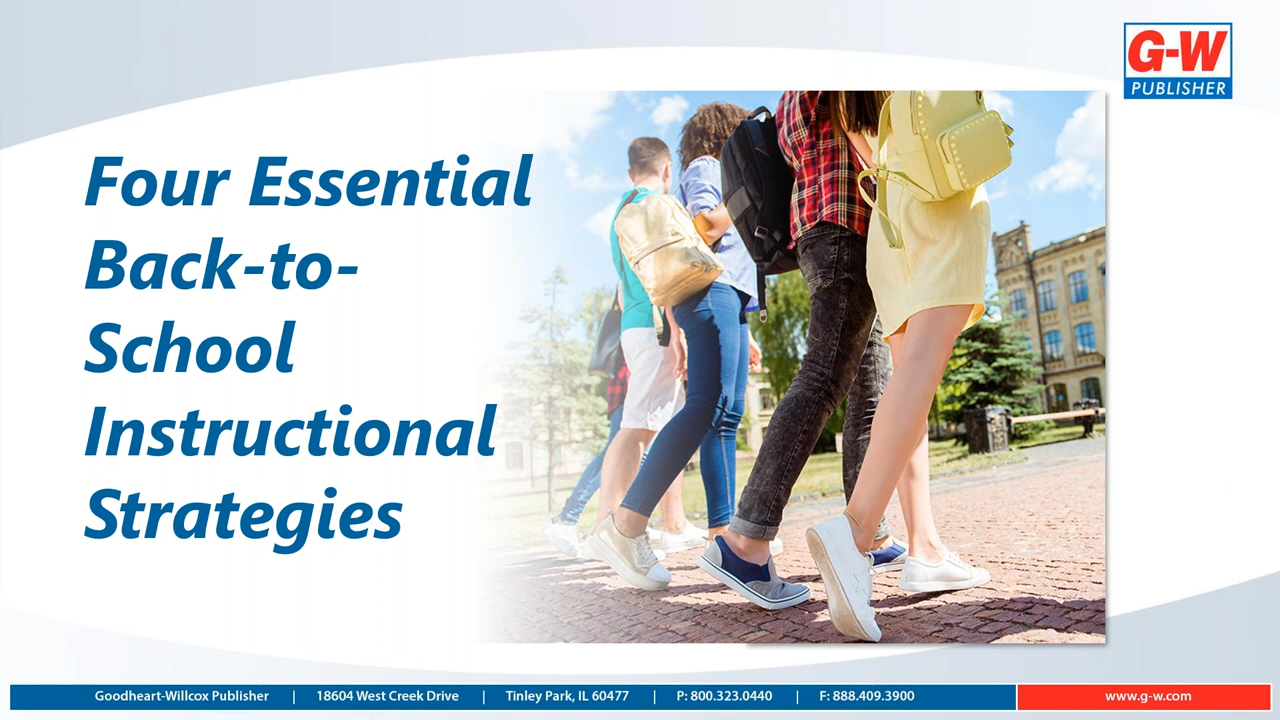 G-W
PUBLISHER
Four Essential
Back-to-
School
Instructional
Strategies
Goodheart-Willcox Publisher | 18604 West Creek Drive | Tinley Park, IL 60477 | P: 800.323.0440 | F: 888.409.3900
www.g-w.com